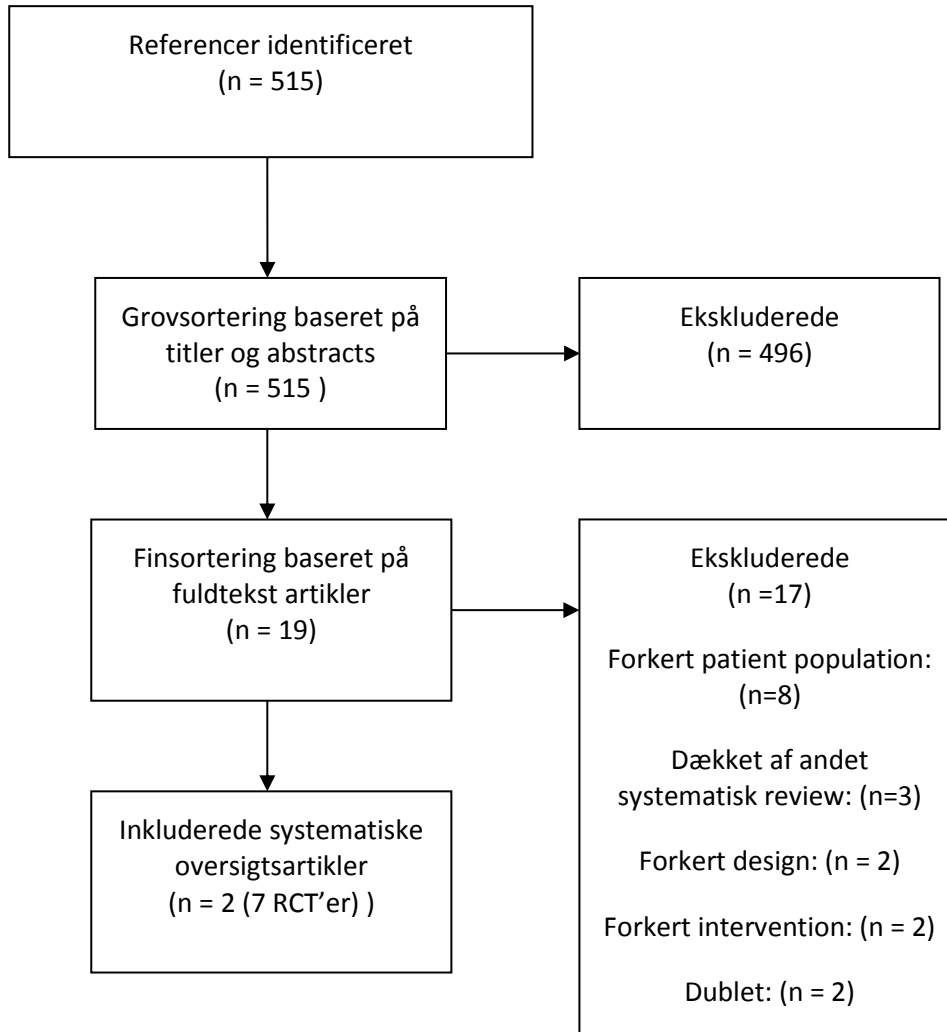 Referencer identificeret
(n = 515)
Grovsortering baseret på
titler og abstracts
(n = 515 )
Ekskluderede
(n = 496)
Finsortering baseret på
fuldtekst artikler
(n = 19)
Ekskluderede
(n =17)
Forkert patient population:
(n=8)
Dækket af andet
systematisk review: (n=3)
Forkert design: (n = 2)
Forkert intervention: (n = 2)
Dublet: (n = 2)
Inkluderede systematiske
oversigtsartikler
(n = 2 (7 RCT’er) )